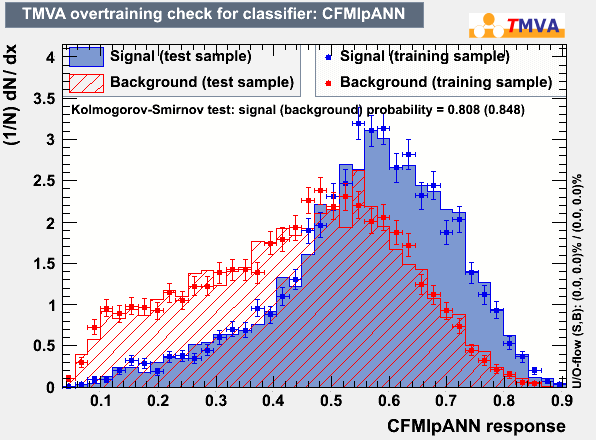 TMVA overtraining check for classifier: CFMlpANN
TMVA
(1/N) dN / dx
Signal (test sample)
Background (test sample)
Signal (training sample)
Background (training sample)
Kolmogorov-Smirnov test: signal (background) probability = 0.808 (0.848)
4
3.5
3
2.5
2
1.5
1
0.5
0
0.1 0.2 0.3 0.4 0.5 0.6 0.7 0.8 0.9
CFMlpANN response
U/O-flow (S,B): (0.0, 0.0)% / (0.0, 0.0)%